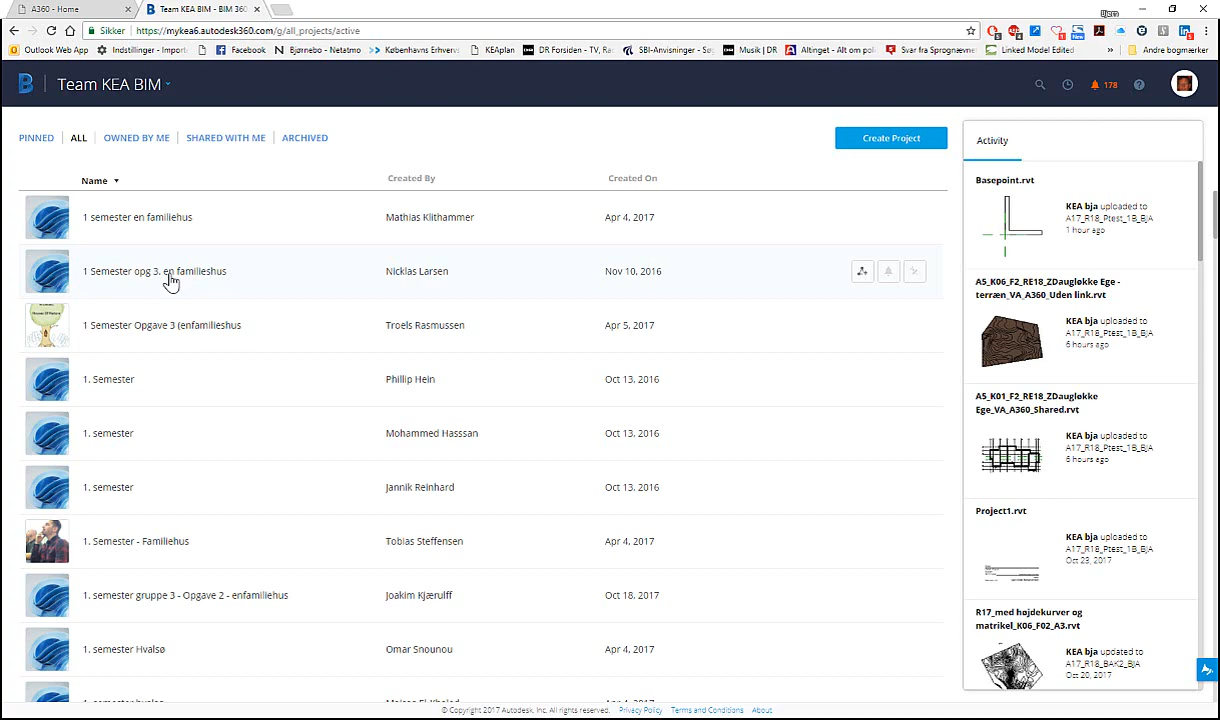 A360 - Home
Team KEA BIM - BIM 360
Bjørn
Sikker
https://mykea6.autodesk360.com/g/all_projects/active
Outlook Web App
Indstillinger - Import
Facebook
Bjørnebo - Netatmo
Københavns Erhverv
KEAplan
DR Forsiden - TV, Ra
SBI-Anvisninger - Sø
Musik | DR
Altinget - Alt om pol
Svar fra Sprognævne
Linked Model Edited
»
Andre bogmærker
Team KEA BIM
178
PINNED
ALL
OWNED BY ME
SHARED WITH ME
ARCHIVED
Create Project
Name
Created By
Created On
1 semester en familiehus
Mathias Klithammer
Apr 4, 2017
1 Semester opg 3. en familieshus
Nicklas Larsen
Nov 10, 2016
1 Semester Opgave 3 (enfamilieshus
Troels Rasmussen
Apr 5, 2017
1. Semester
Phillip Hein
Oct 13, 2016
1. semester
Mohammed Hasssan
Oct 13, 2016
1. semester
Jannik Reinhard
Oct 13, 2016
1. Semester - Familiehus
Tobias Steffensen
Apr 4, 2017
1. semester gruppe 3 - Opgave 2 - enfamiliehus
Joakim Kjærulff
Oct 18, 2017
1. semester Hvalsø
Omar Snounou
Apr 4, 2017
Activity
Basepoint.rvt
KEA bja uploaded to
A17_R18_Ptest_1B_BJA
1 hour ago
A5_K06_F2_RE18_ZDaugløkke Ege -
terræn_VA_A360_Uden link.rvt
KEA bja uploaded to
A17_R18_Ptest_1B_BJA
6 hours ago
A5_K01_F2_RE18_ZDaugløkke
Ege_VA_A360_Shared.rvt
KEA bja uploaded to
A17_R18_Ptest_1B_BJA
6 hours ago
Project1.rvt
KEA bja uploaded to
A17_R18_Ptest_1B_BJA
Oct 23, 2017
R17_med højdekurver og
matrikel_K06_F02_A3.rvt
KEA bja updated to
A17_R18_BAK2_BJA
Oct 20, 2017
© Copyright 2017 Autodesk, Inc. All rights reserved.
Privacy Policy
Terms and Conditions
About